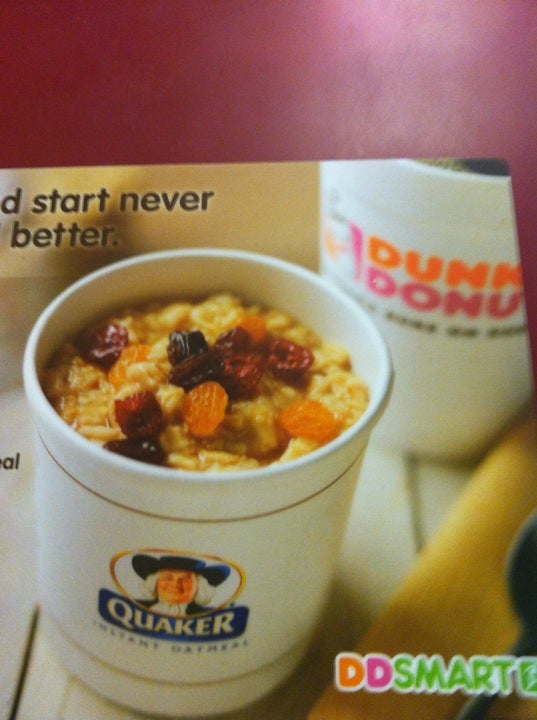 d start never
better.
DUNK
DONU
eal
QUAKER
INSTANT OATMEAL
DDSMART